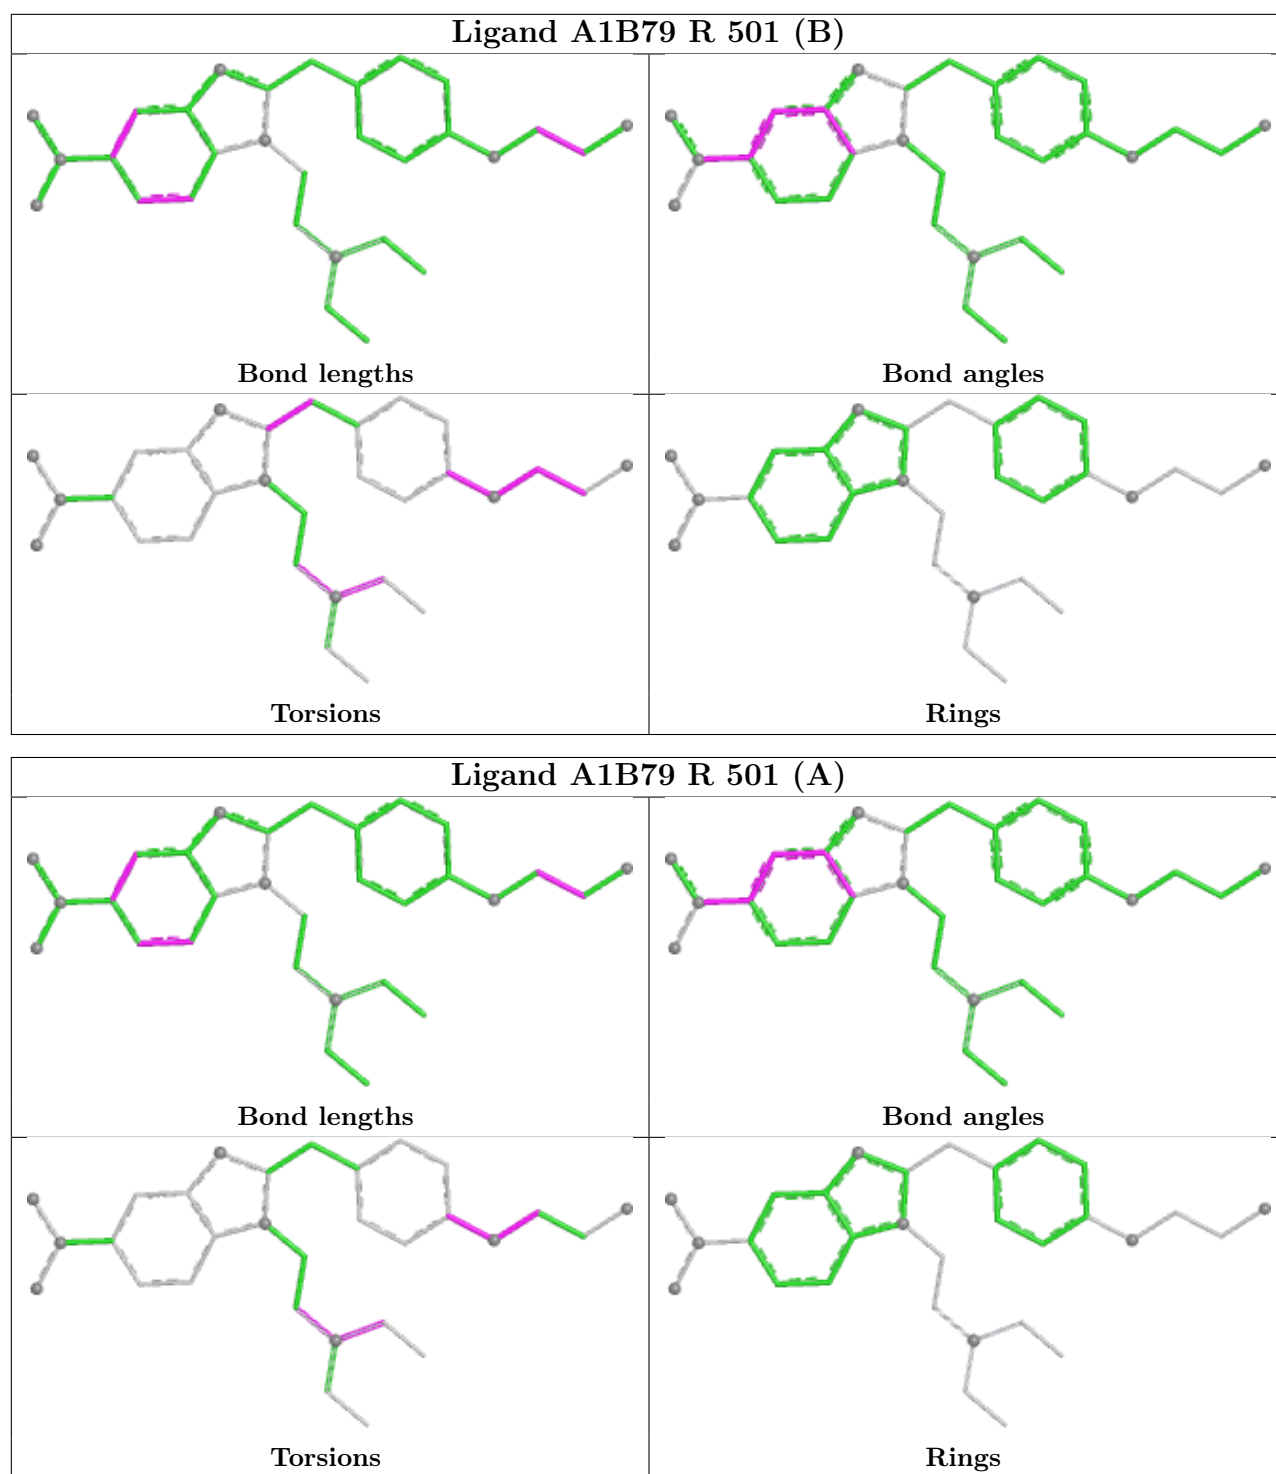 Ligand A1B79 R 501 (B)
Bond lengths
Bond angles
Torsions
Rings
Ligand A1B79 R 501 (A)
Bond lengths
Bond angles
Torsions
Rings